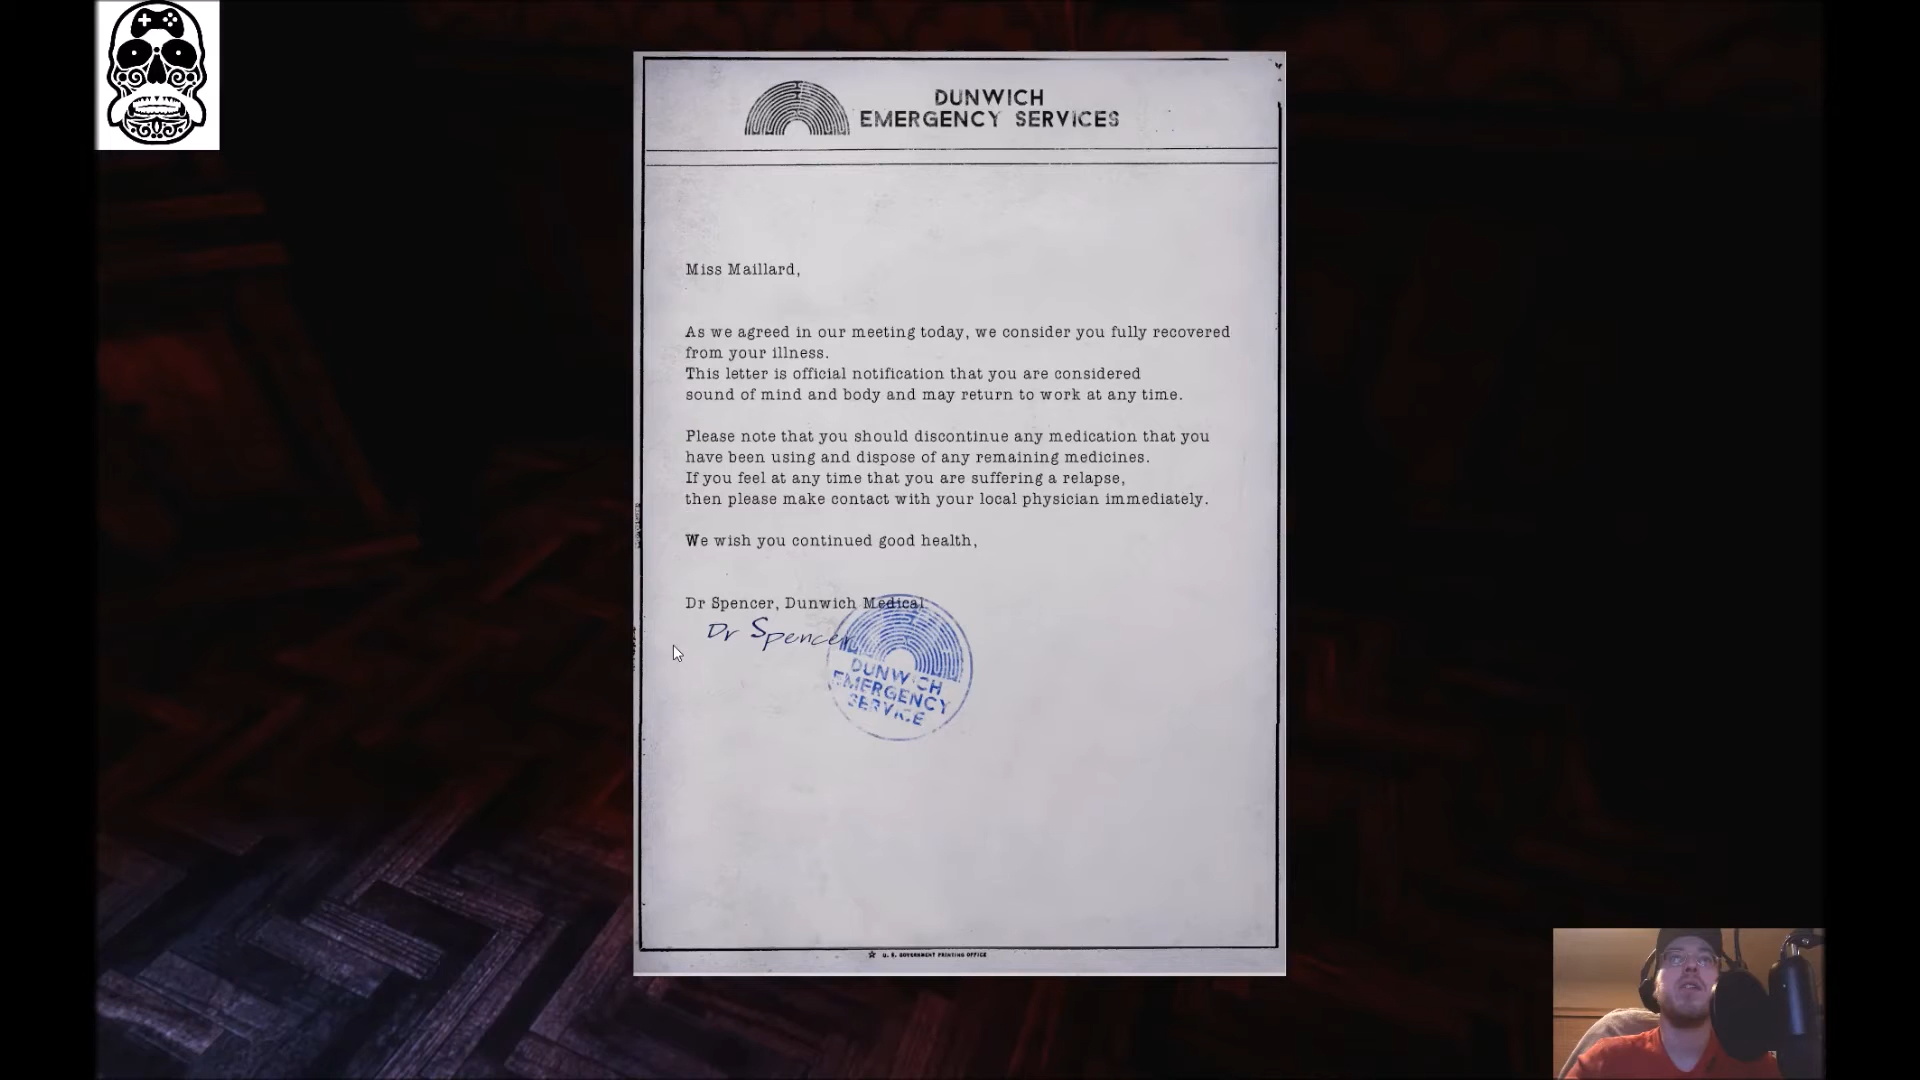 DUNWICH
EMERGENCY SERVICES
Miss Maillard,
As we agreed in our meeting today, we consider you fully recovered
from your illness.
This letter is official notification that you are considered
sound of mind and body and may return to work at any time.
Please note that you should discontinue any medication that you
have been using and dispose of any remaining medicines.
If you feel at any time that you are suffering a relapse,
then please make contact with your local physician immediately.
We wish you continued good health,
Dr Spencer, Dunwich Medical
Dr Spencer
DUNWICH
EMERGENCY
SERVICE
U. S. GOVERNMENT PRINTING OFFICE